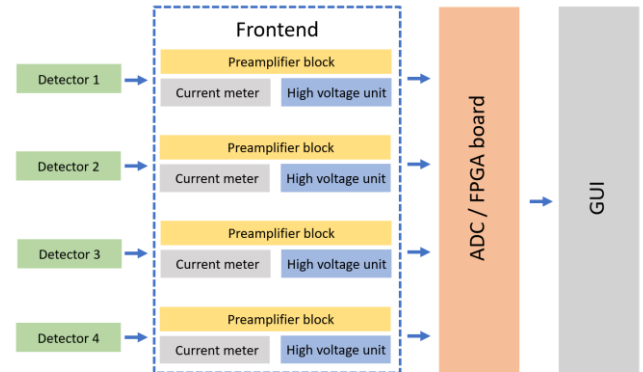 Frontend
Detector 1
Preamplifier block
Current meter
High voltage unit
Detector 2
Preamplifier block
Current meter
High voltage unit
Detector 3
Preamplifier block
Current meter
High voltage unit
Detector 4
Preamplifier block
Current meter
High voltage unit
ADC / FPGA board
GUI